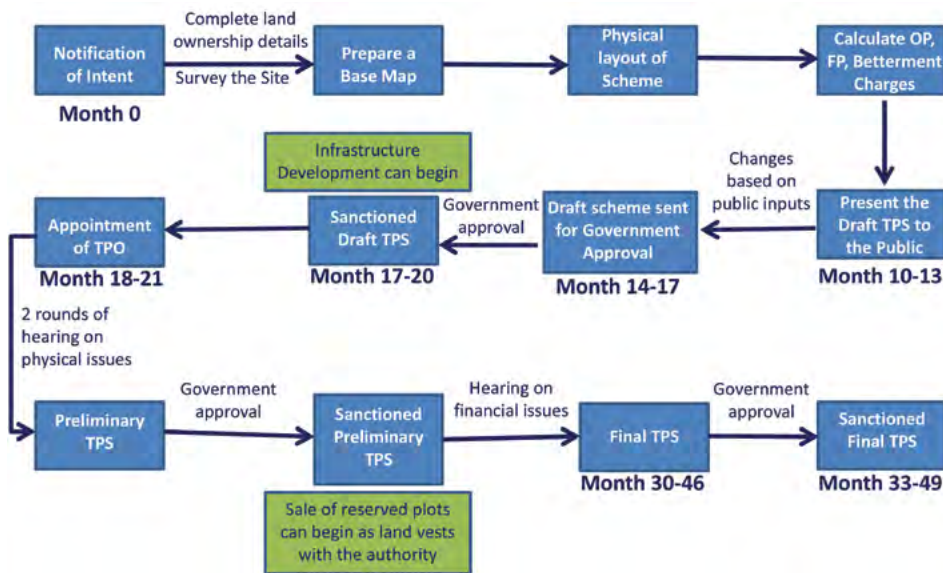 Notification
of Intent
Month 0
Complete land
ownership details
Survey the Site
Prepare a
Base Map
Physical
layout of
Scheme
Calculate OP,
FP, Betterment
Charges
Infrastructure
Development can begin
Appointment
of TPO
Month 18-21
Sanctioned
Draft TPS
Month 17-20
Government
approval
Draft scheme sent
for Government
Approval
Month 14-17
Changes
based on
public inputs
Present the
Draft TPS to
the Public
Month 10-13
2 rounds of
hearing on
physical issues
Preliminary
TPS
Government
approval
Sanctioned
Preliminary
TPS
Hearing on
financial issues
Final TPS
Month 30-46
Government
approval
Sanctioned
Final TPS
Month 33-49
Sale of reserved plots
can begin as land vests
with the authority